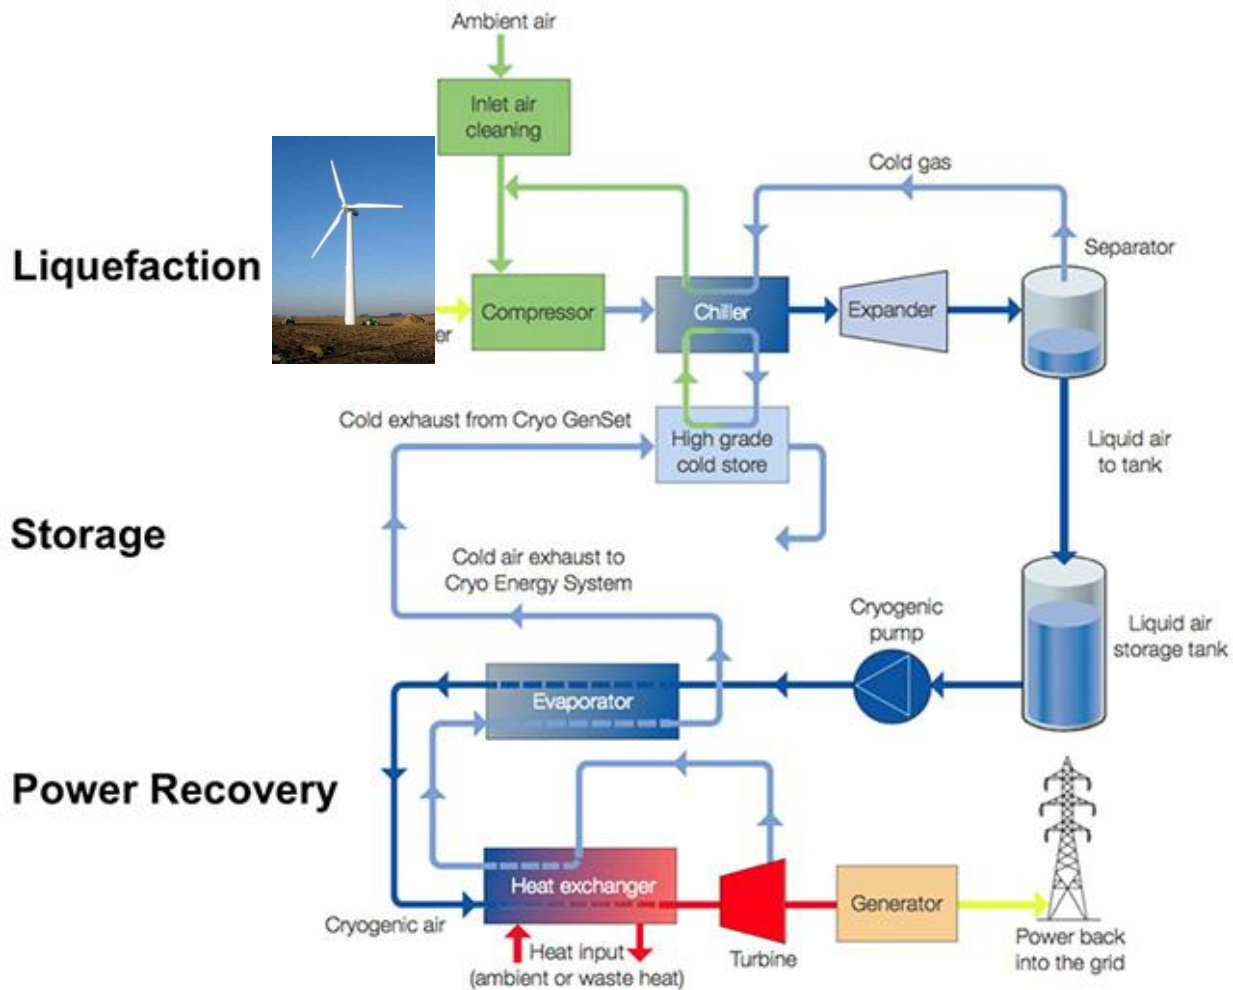 Ambient air
Inlet air
cleaning
Cold gas
Separator
Liquefaction
Compressor
Chiller
Expander
er
Cold exhaust from Cryo GenSet
High grade
cold store
Liquid air
to tank
Storage
Cold air exhaust to
Cryo Energy System
Cryogenic
pump
Liquid air
storage tank
Evaporator
Power Recovery
Heat exchanger
Generator
Cryogenic air
Heat input
(ambient or waste heat)
Turbine
Power back
into the grid